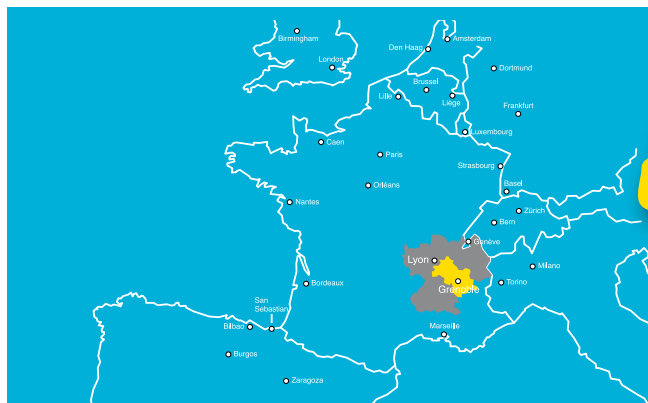 Birmingham
London
Den Haag
Amsterdam
Dortmund
Brussel
Lille
Liège
Frankfurt
Luxembourg
Caen
Paris
Strasbourg
Orléans
Basel
Nantes
Zürich
Bern
Genève
Lyon
Milano
Bordeaux
Torino
Grenoble
San
Sebastian
Bilbao
Marseille
Burgos
Zaragoza